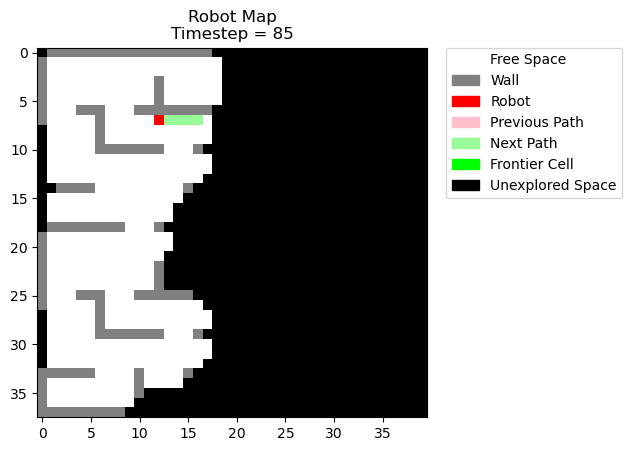 Robot Map
Timestep = 85
0
5
10
15
20
25
30
35
0
5
10
15
20
25
30
35
Free Space
Wall
Robot
Previous Path
Next Path
Frontier Cell
Unexplored Space